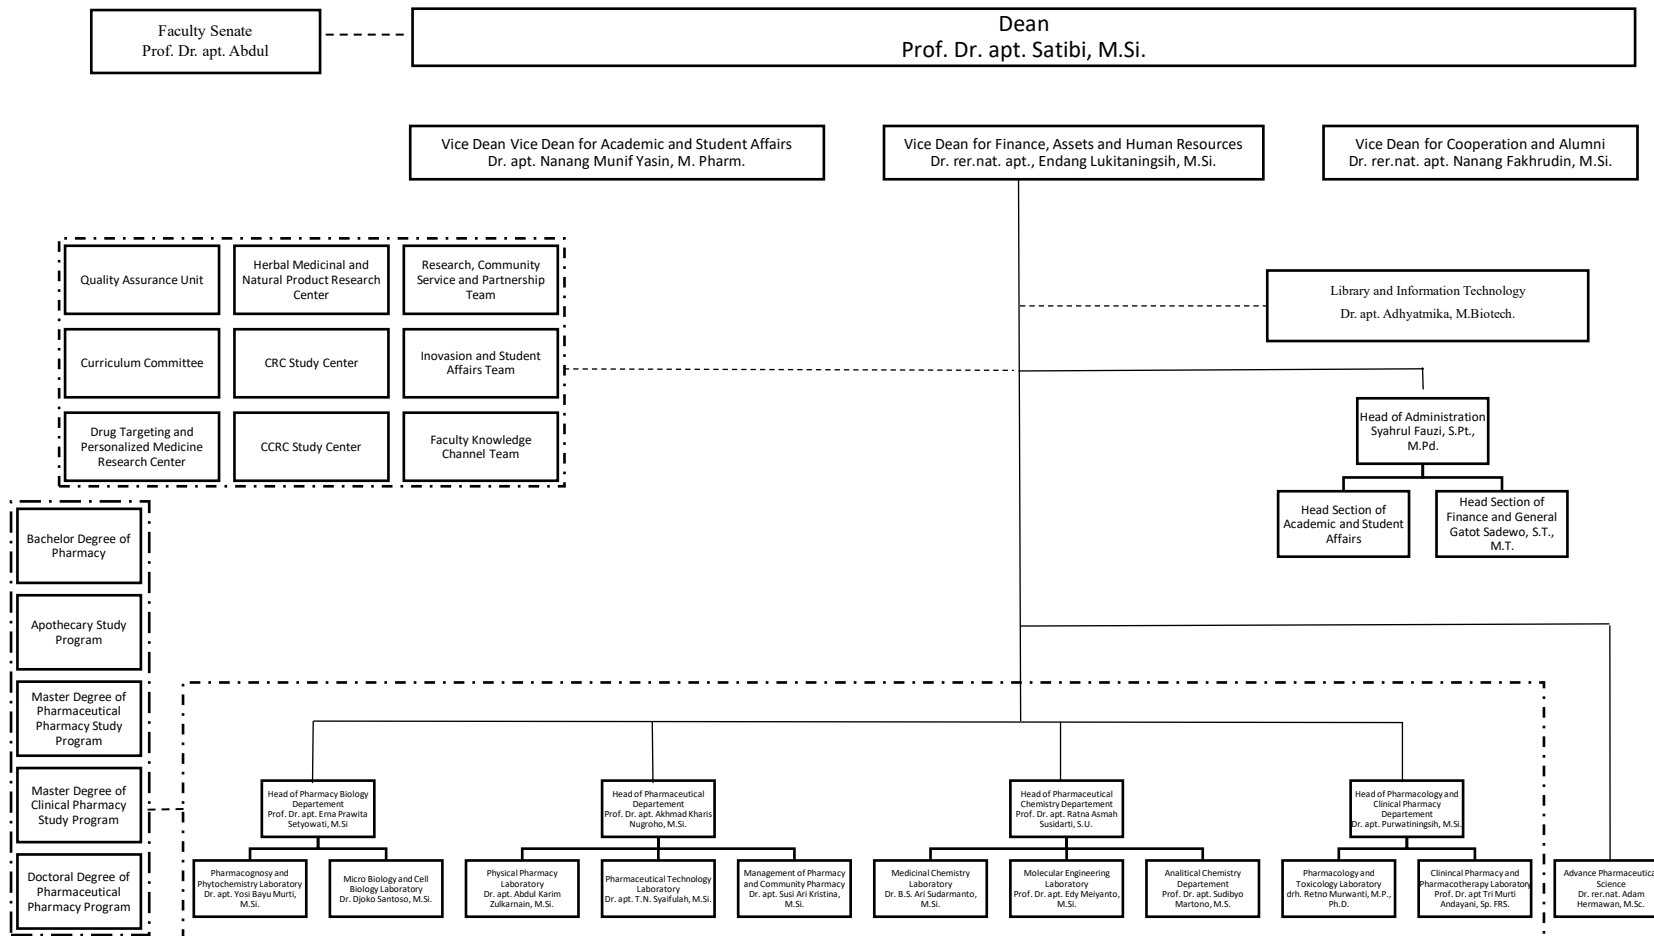 Faculty Senate
Prof. Dr. apt. Abdul
Dean
Prof. Dr. apt. Satibi, M.Si.
Vice Dean Vice Dean for Academic and Student Affairs
Dr. apt. Nanang Munif Yasin, M. Pharm.
Vice Dean for Finance, Assets and Human Resources
Dr. rer.nat. apt., Endang Lukitaningsih, M.Si.
Vice Dean for Cooperation and Alumni
Dr. rer.nat. apt. Nanang Fakhrudin, M.Si.
Quality Assurance Unit
Herbal Medicinal and
Natural Product Research
Center
Research, Community
Service and Partnership
Team
Curriculum Committee
CRC Study Center
Inovasion and Student
Affairs Team
Drug Targeting and
Personalized Medicine
Research Center
CCRC Study Center
Faculty Knowledge
Channel Team
Library and Information Technology
Dr. apt. Adhyatmika, M.Biotech.
Head of Administration
Syahrul Fauzi, S.Pt.,
M.Pd.
Head Section of
Academic and Student
Affairs
Head Section of
Finance and General
Gatot Sadewo, S.T.,
M.T.
Bachelor Degree of
Pharmacy
Apothecary Study
Program
Master Degree of
Pharmaceutical
Pharmacy Study
Program
Master Degree of
Clinical Pharmacy
Study Program
Doctoral Degree of
Pharmaceutical
Pharmacy Program
Head of Pharmacy Biology
Departement
Prof. Dr. apt. Erna Prawita
Setyowati, M.Si
Head of Pharmaceutical
Departement
Prof. Dr. apt. Akhmad Kharis
Nugroho, M.Si.
Head of Pharmaceutical
Chemistry Departement
Prof. Dr. apt. Ratna Asmah
Susidarti, S.U.
Head of Pharmacology and
Clinical Pharmacy
Departement
Dr. apt. Purwatiningsih, M.Si.
Pharmacognosy and
Phytochemistry Laboratory
Dr. apt. Yosi Bayu Murti,
M.Si.
Micro Biology and Cell
Biology Laboratory
Dr. Djoko Santoso, M.Si.
Physical Pharmacy
Laboratory
Dr. apt. Abdul Karim
Zulkarnain, M.Si.
Pharmaceutical Technology
Laboratory
Dr. apt. T.N. Syaifulah, M.Si.
Management of Pharmacy
and Community Pharmacy
Dr. apt. Susi Ari Kristina,
M.Si.
Medicinal Chemistry
Laboratory
Dr. B.S. Ari Sudarmanto,
M.Si.
Molecular Engineering
Laboratory
Prof. Dr. apt. Edy Meiyanto,
M.Si.
Analitical Chemistry
Departement
Prof. Dr. apt. Sudibyo
Martono, M.S.
Pharmacology and
Toxicology Laboratory
drh. Retno Murwanti, M.P.,
Ph.D.
Clininical Pharmacy and
Pharmacotherapy Laboratory
Prof. Dr. apt Tri Murti
Andayani, Sp. FRS.
Advance Pharmaceutical
Science
Dr. rer.nat. Adam
Hermawan, M.Sc.